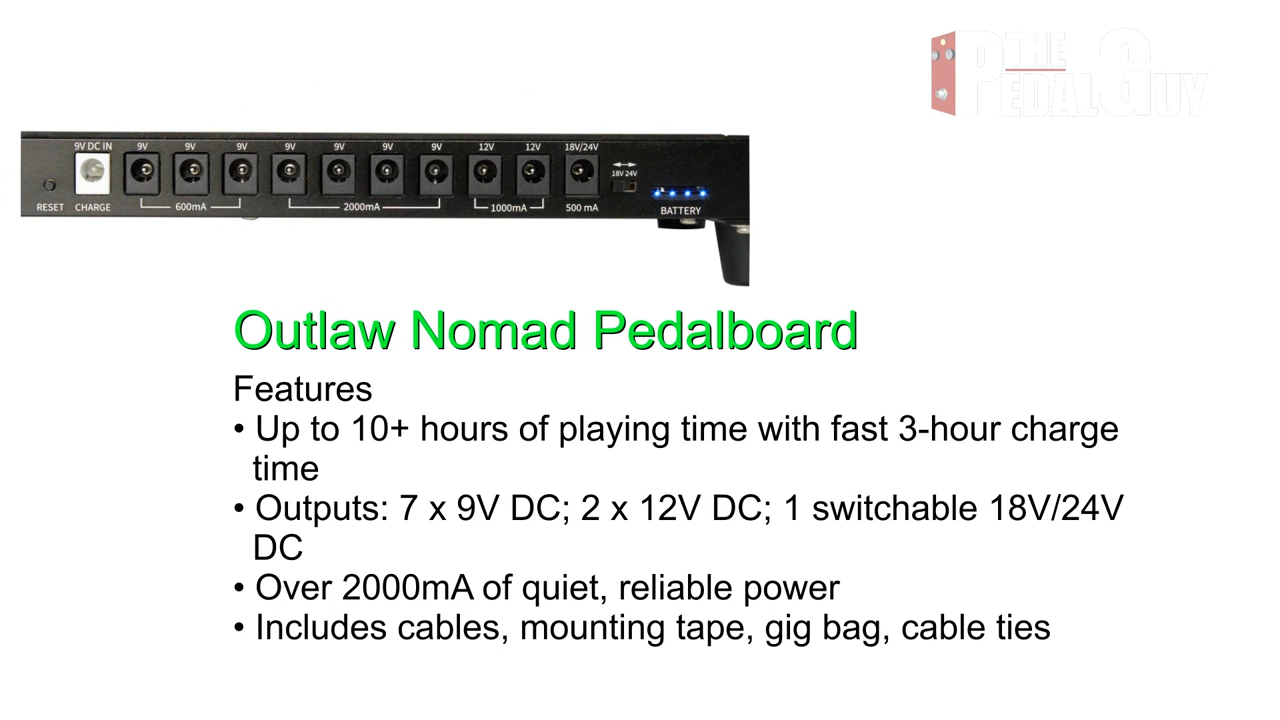 THE
PEDALGUY
9V DC IN 9V 9V 9V 9V 9V 9V 9V 12V 12V 18V/24V
18V 24V
RESET CHARGE 600mA 2000mA 1000mA 500 mA BATTERY
Outlaw Nomad Pedalboard
Features
• Up to 10+ hours of playing time with fast 3-hour charge
time
• Outputs: 7 x 9V DC; 2 x 12V DC; 1 switchable 18V/24V
DC
• Over 2000mA of quiet, reliable power
• Includes cables, mounting tape, gig bag, cable ties